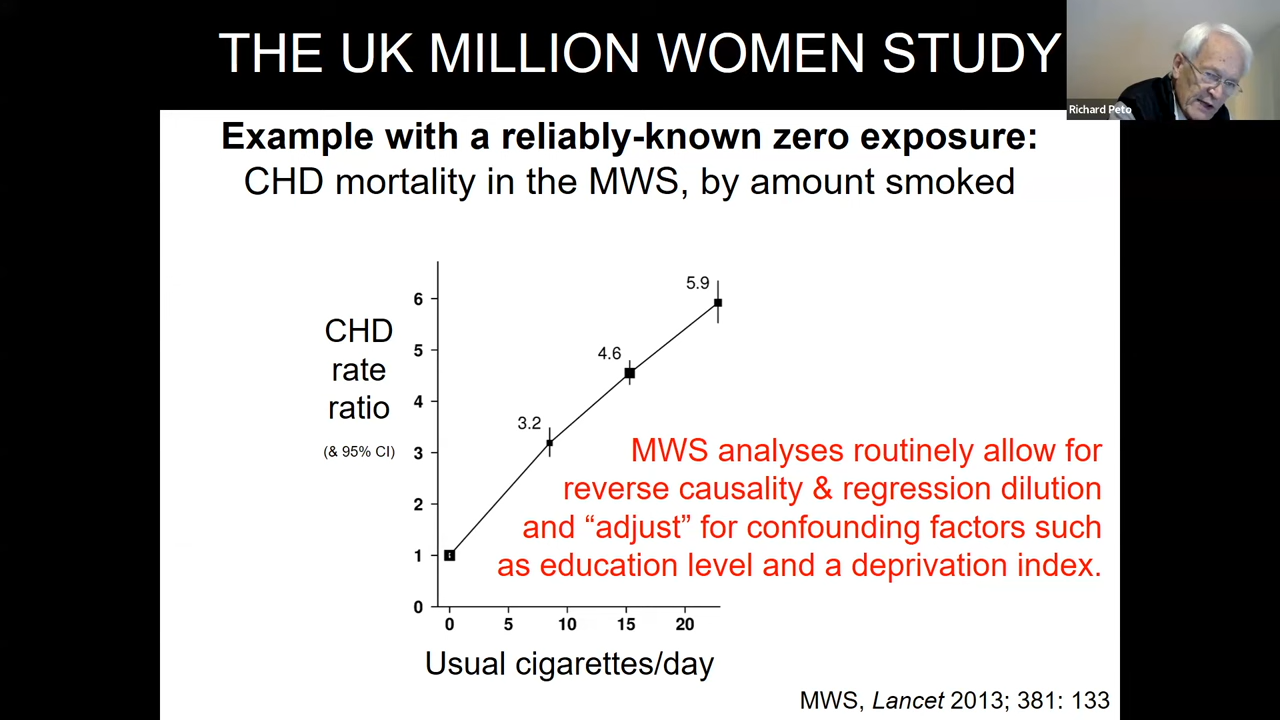 THE UK MILLION WOMEN STUDY
Richard Peto
Example with a reliably-known zero exposure:
CHD mortality in the MWS, by amount smoked
CHD
rate
ratio
(& 95% CI)
6
5
4
3
2
1
0
5.9
4.6
3.2
0 5 10 15 20
Usual cigarettes/day
MWS analyses routinely allow for
reverse causality & regression dilution
and “adjust” for confounding factors such
as education level and a deprivation index.
MWS, Lancet 2013; 381: 133